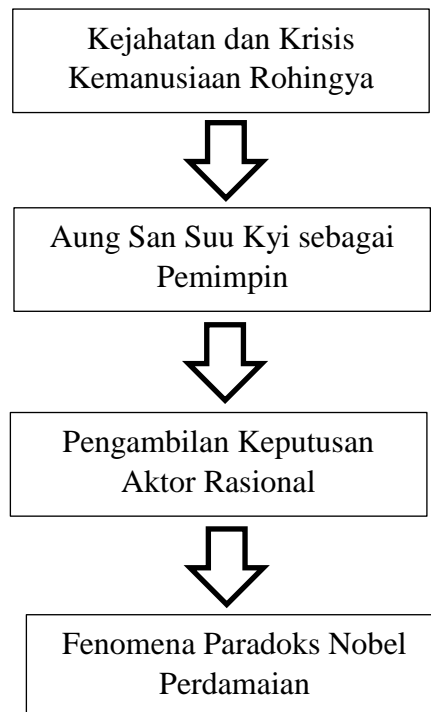 Kejahatan dan Krisis
Kemanusiaan Rohingya
Aung San Suu Kyi sebagai
Pemimpin
Pengambilan Keputusan
Aktor Rasional
Fenomena Paradoks Nobel
Perdamaian